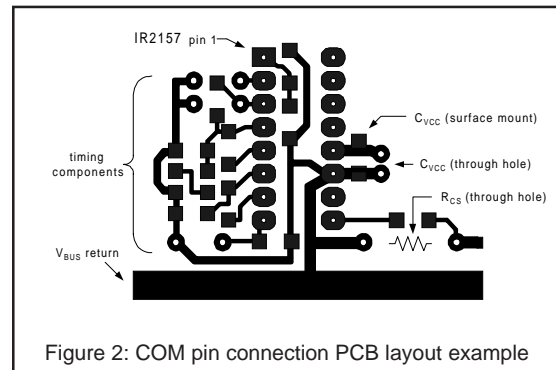 IR2157 pin 1
C_VCC (surface mount)
timing
components
C_VCC (through hole)
R_CS (through hole)
V_BUS return
Figure 2: COM pin connection PCB layout example